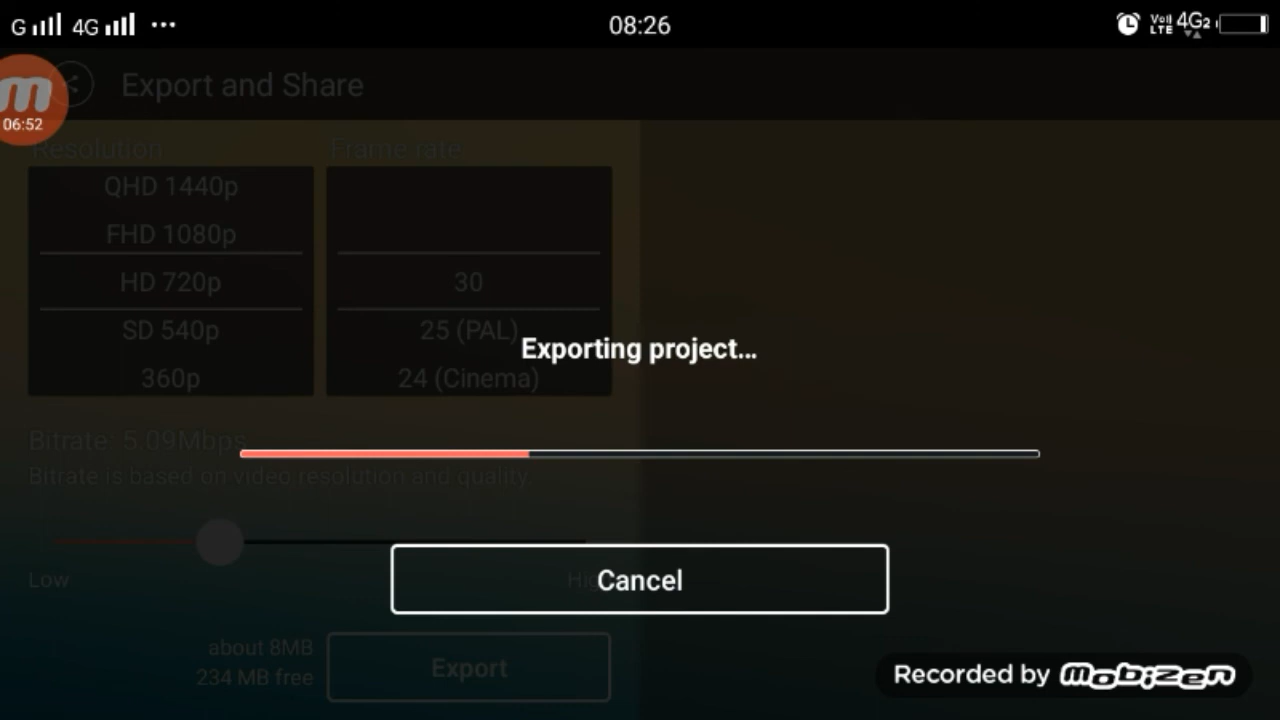 G 4G ... 08:26 VoLTE 4G2
Export and Share
m
06:52
Resolution Frame rate
QHD 1440p
FHD 1080p
HD 720p 30
SD 540p 25 (PAL)
360p 24 (Cinema)
Exporting project...
Bitrate: 5.09Mbps
Bitrate is based on video resolution and quality.
Low
Cancel
about 8MB
234 MB free
Export
Recorded by mobizen